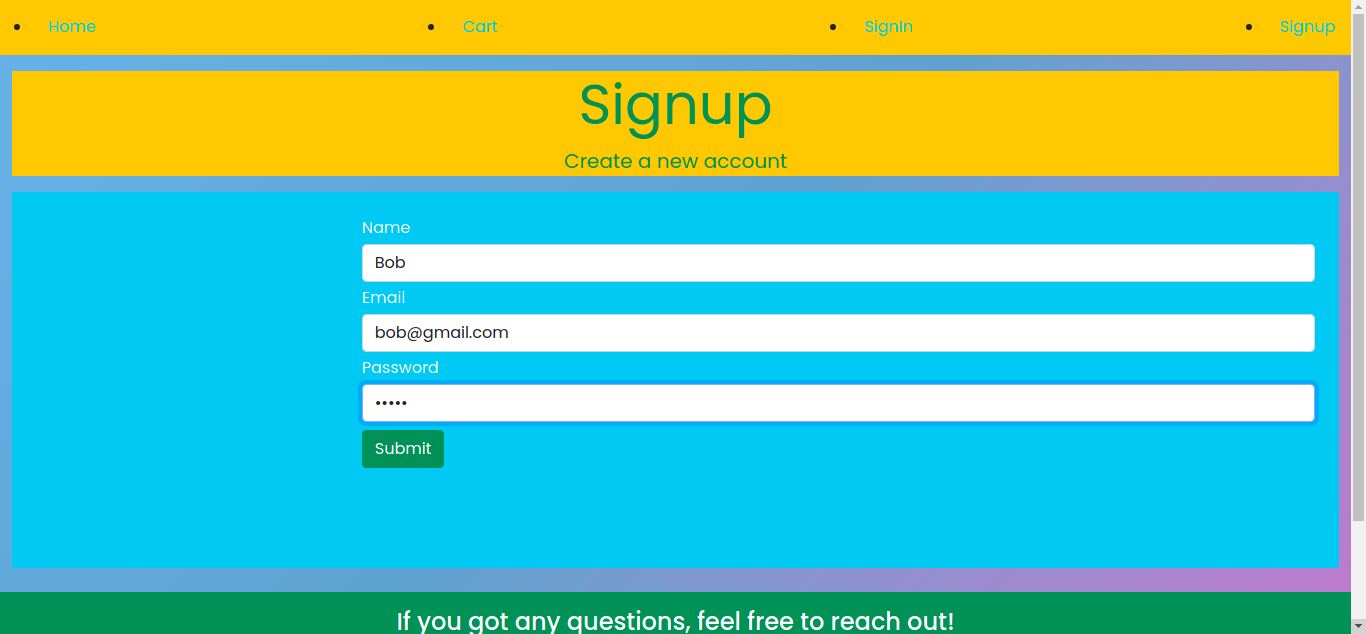 Home
Cart
SignIn
Signup
Signup
Create a new account
Name
Bob
Email
bob@gmail.com
Password
•••••
Submit
If you got any questions, feel free to reach out!